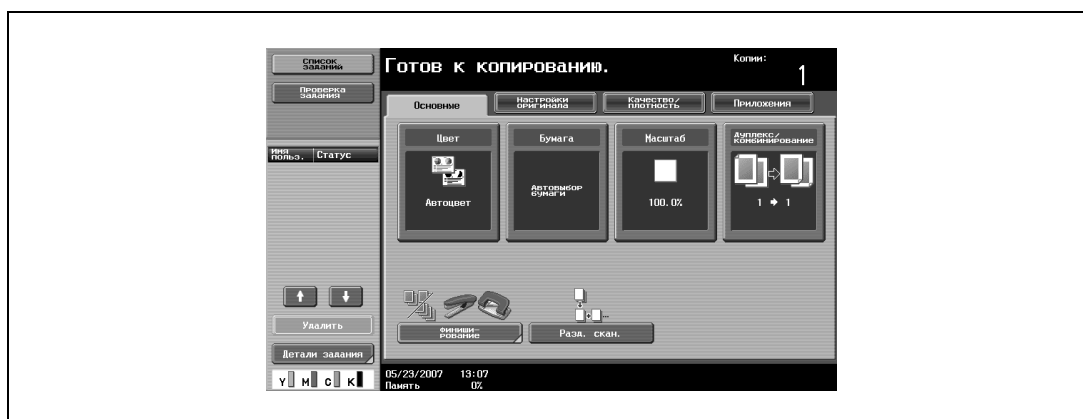 Список
заданий
Готов к копированию.
Копии:
1
Проверка
задания
Основные
Настройки
оригинала
Качество/
плотность
Приложения
Имя
польз.
Статус
Цвет
Бумага
Масштаб
Дуплекс/
комбинирование
Автоцвет
Автовыбор
бумаги
100.0%
1 → 1
Удалить
Финиши-
рование
Разд. скан.
Детали задания
Y M C K
05/23/2007 13:07
Память 0%